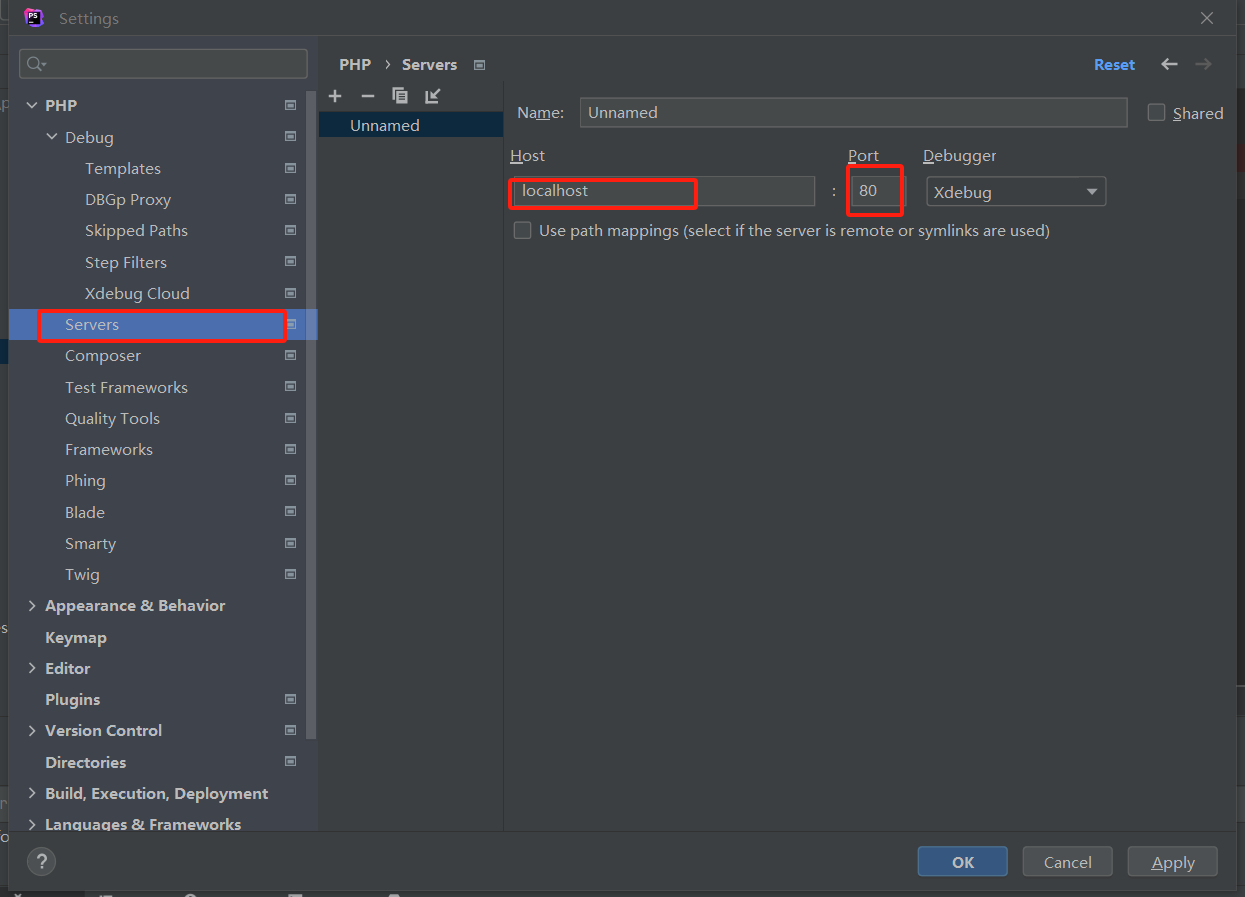 PS
Settings
PHP › Servers
Reset
PHP
Debug
Templates
DBGp Proxy
Skipped Paths
Step Filters
Xdebug Cloud
Servers
Composer
Test Frameworks
Quality Tools
Frameworks
Phing
Blade
Smarty
Twig
Appearance & Behavior
Keymap
Editor
Plugins
Version Control
Directories
Build, Execution, Deployment
Languages & Frameworks
Unnamed
Name: Unnamed
Shared
Host Port Debugger
localhost : 80 Xdebug
Use path mappings (select if the server is remote or symlinks are used)
?
OK Cancel Apply